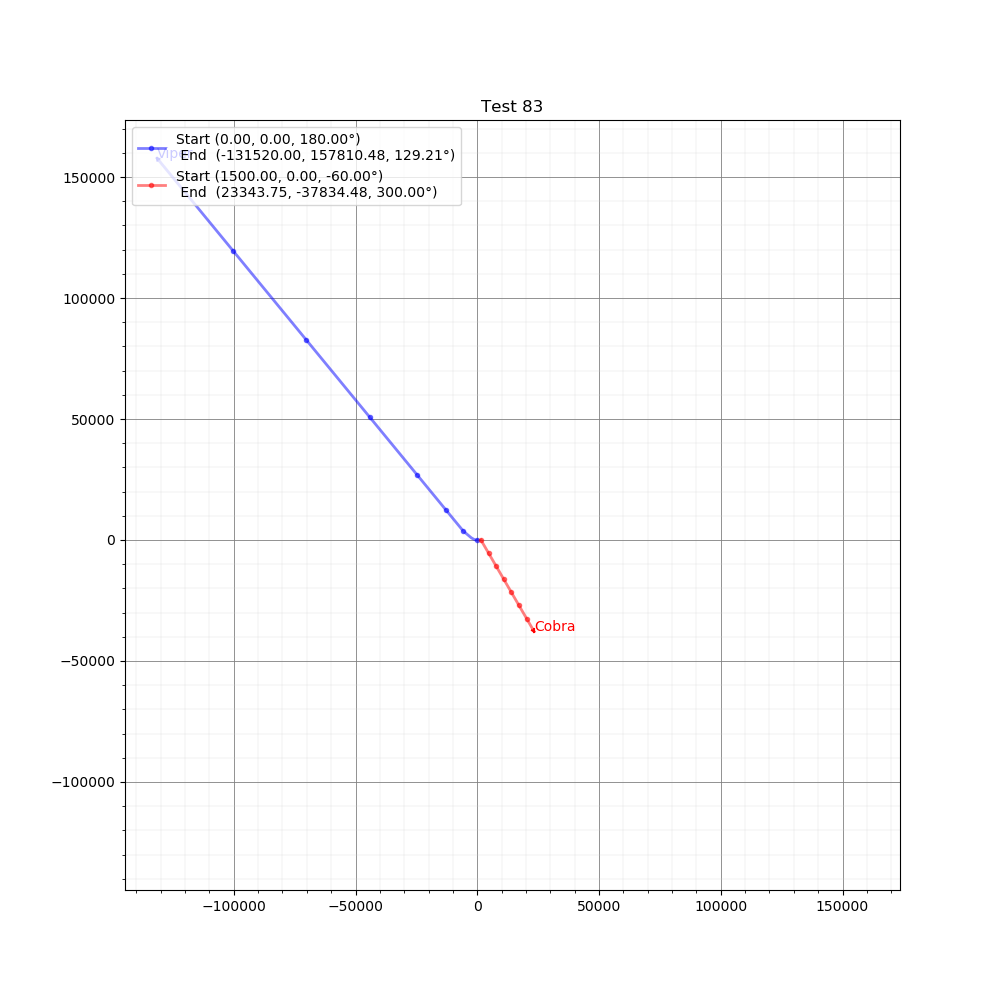 Test 83
Start (0.00, 0.00, 180.00°)
End (-131520.00, 157810.48, 129.21°)
Start (1500.00, 0.00, -60.00°)
End (23343.75, -37834.48, 300.00°)
Viper
150000
100000
50000
0
−50000
−100000
Cobra
−100000
−50000
0
50000
100000
150000